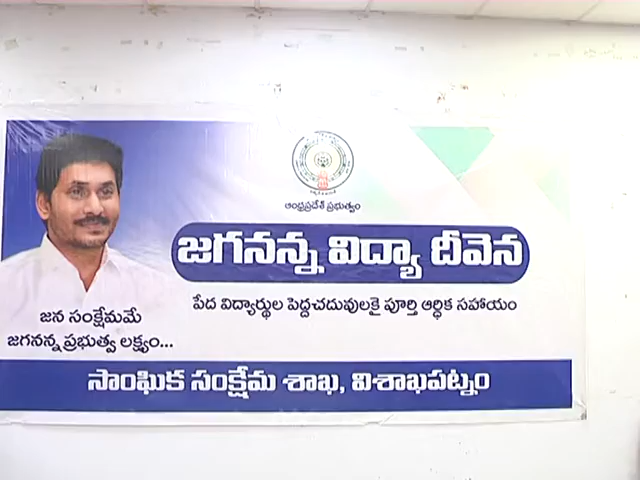 ఆంధ్రప్రదేశ్ ప్రభుత్వం
జగనన్న విద్యా దీవెన
పేద విద్యార్థుల పెద్దచదువులకై పూర్తి ఆర్థిక సహాయం
జన సంక్షేమమే
జగనన్న ప్రభుత్వ లక్ష్యం...
సాంఘిక సంక్షేమ శాఖ, విశాఖపట్నం